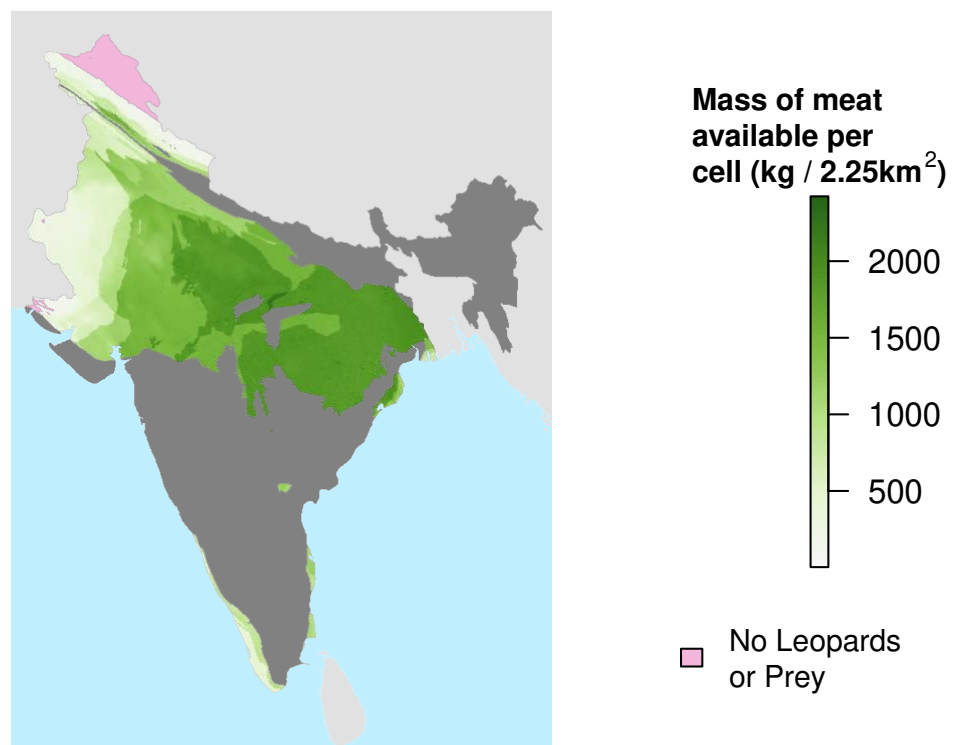 Mass of meat
available per
cell (kg / 2.25km²)
2000
1500
1000
500
No Leopards
or Prey